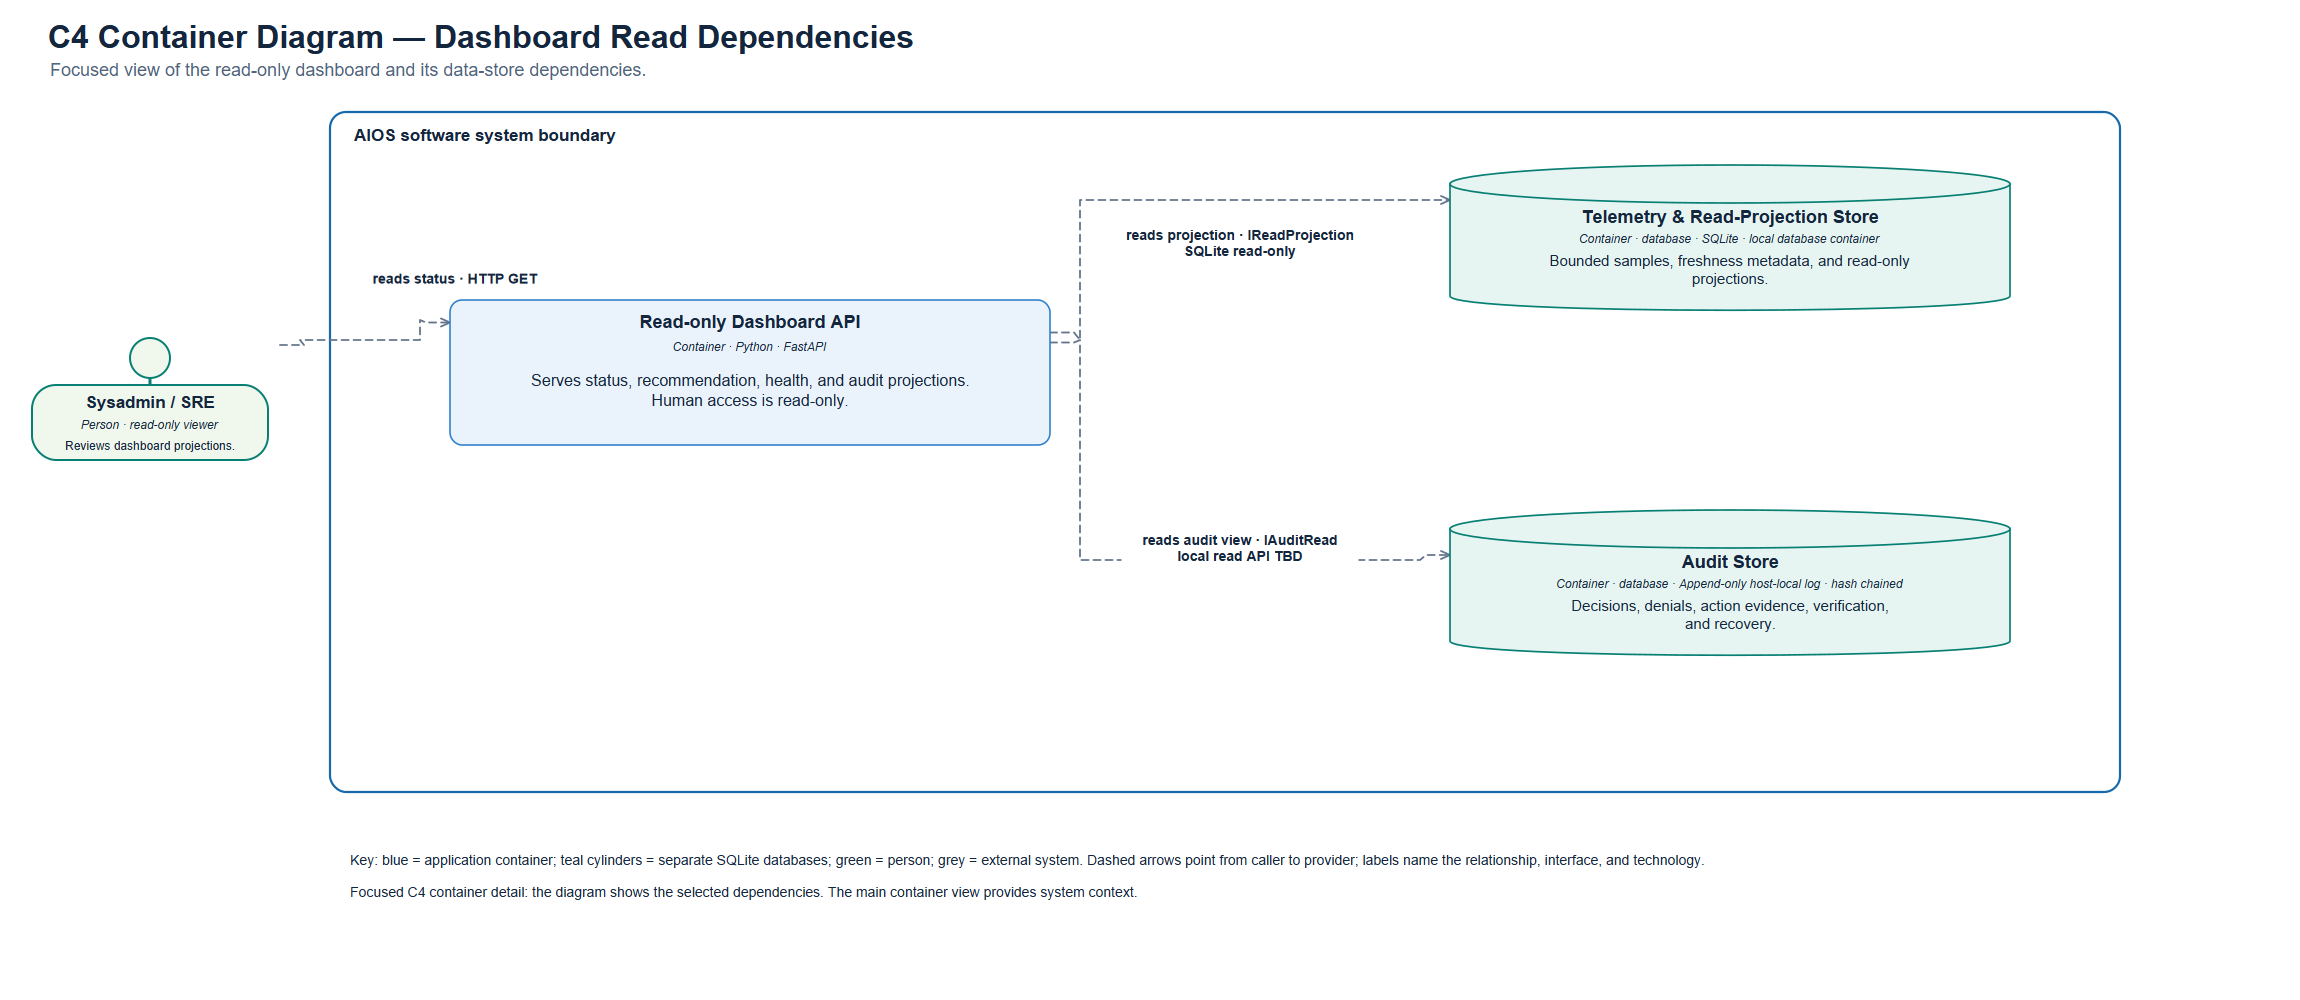 C4 Container Diagram — Dashboard Read Dependencies
Focused view of the read-only dashboard and its data-store dependencies.
AIOS software system boundary
reads status · HTTP GET
Sysadmin / SRE
Person · read-only viewer
Reviews dashboard projections.
Read-only Dashboard API
Container · Python · FastAPI
Serves status, recommendation, health, and audit projections.
Human access is read-only.
reads projection · IReadProjection
SQLite read-only
Telemetry & Read-Projection Store
Container · database · SQLite · local database container
Bounded samples, freshness metadata, and read-only
projections.
reads audit view · IAuditRead
local read API TBD
Audit Store
Container · database · Append-only host-local log · hash chained
Decisions, denials, action evidence, verification,
and recovery.
Key: blue = application container; teal cylinders = separate SQLite databases; green = person; grey = external system. Dashed arrows point from caller to provider; labels name the relationship, interface, and technology.
Focused C4 container detail: the diagram shows the selected dependencies. The main container view provides system context.